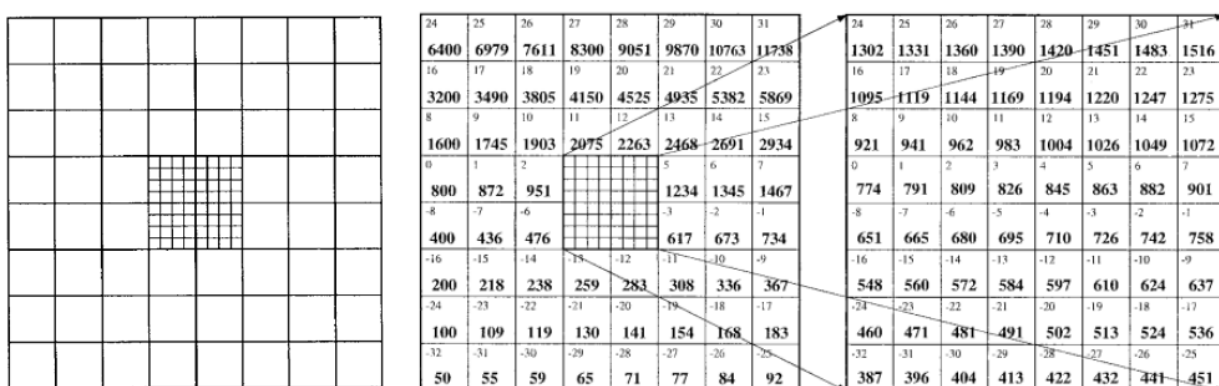 24 25 26 27 28 29 30 31
6400 6979 7611 8300 9051 9870 10763 11738
16 17 18 19 20 21 22 23
3200 3490 3805 4150 4525 4935 5382 5869
8 9 10 11 12 13 14 15
1600 1745 1903 2075 2263 2468 2691 2934
0 1 2 5 6 7
800 872 951 1234 1345 1467
-8 -7 -6 -3 -2 -1
400 436 476 617 673 734
-16 -15 -14 -13 -12 -11 -10 -9
200 218 238 259 283 308 336 367
-24 -23 -22 -21 -20 -19 -18 -17
100 109 119 130 141 154 168 183
-32 -31 -30 -29 -28 -27 -26 -25
50 55 59 65 71 77 84 92
24 25 26 27 28 29 30 31
1302 1331 1360 1390 1420 1451 1483 1516
16 17 18 19 20 21 22 23
1095 1119 1144 1169 1194 1220 1247 1275
8 9 10 11 12 13 14 15
921 941 962 983 1004 1026 1049 1072
0 1 2 3 4 5 6 7
774 791 809 826 845 863 882 901
-8 -7 -6 -5 -4 -3 -2 -1
651 665 680 695 710 726 742 758
-16 -15 -14 -13 -12 -11 -10 -9
548 560 572 584 597 610 624 637
-24 -23 -22 -21 -20 -19 -18 -17
460 471 481 491 502 513 524 536
-32 -31 -30 -29 -28 -27 -26 -25
387 396 404 413 422 432 441 451